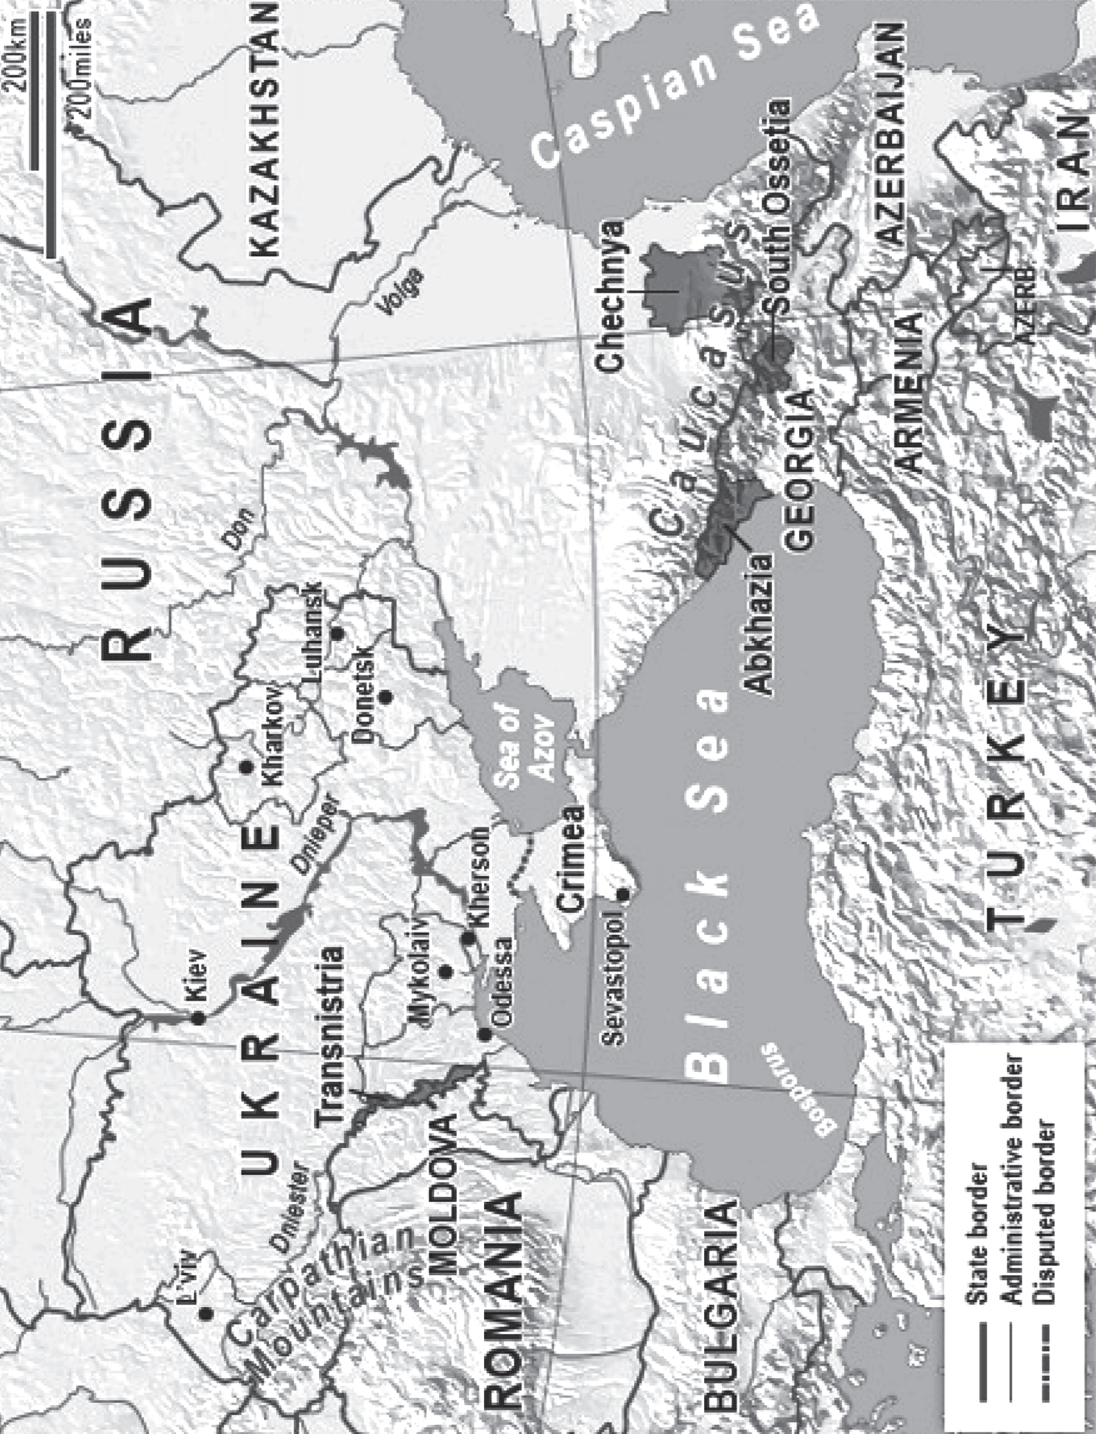 200km
200miles
RUSSIA
L'viv
Kiev
Don
KAZAKHSTAN
UKRAINE
Kharkov
Luhansk
Dniester
Dnieper
Transnistria
Carpathian
Mountains
Donetsk
Volga
Mykolaiv
MOLDOVA
Kherson
Odessa
ROMANIA
Sea of
Azov
Crimea
Sevastopol
Chechnya
Caspian Sea
Caucasus
Black Sea
BULGARIA
Abkhazia
South Ossetia
Bosporus
GEORGIA
AZERBAIJAN
ARMENIA
TURKEY
AZERB
IRAN
State border
Administrative border
Disputed border